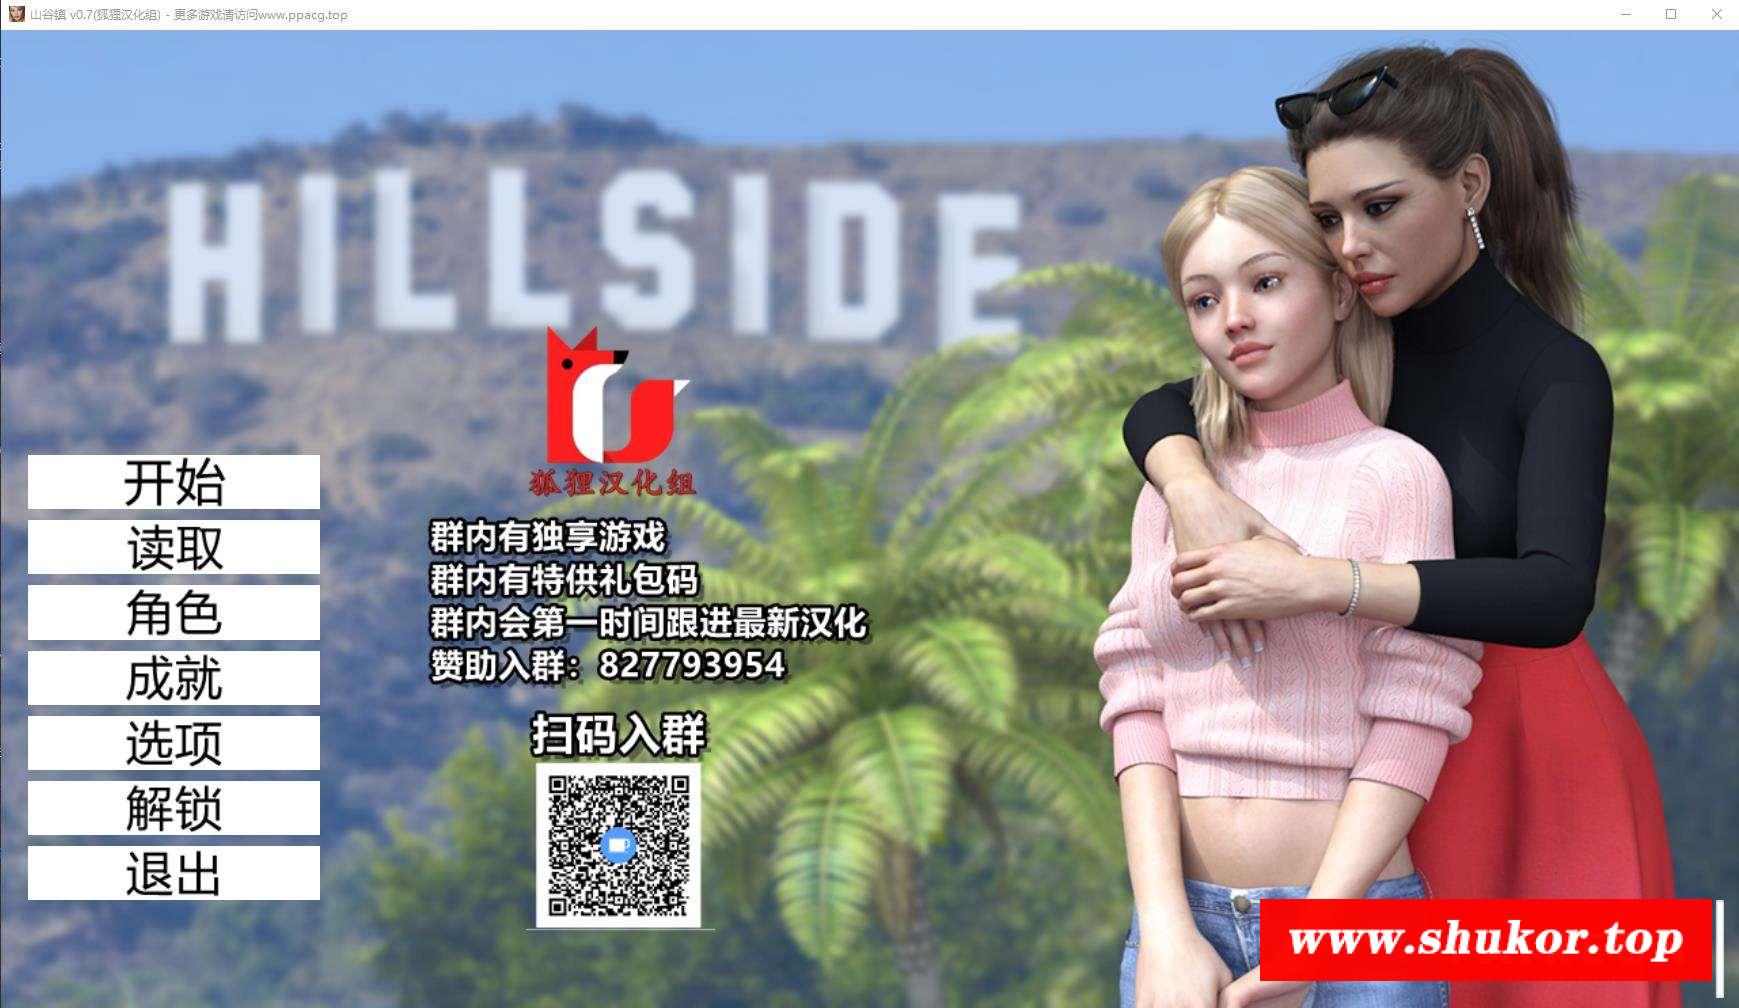 山谷镇 v0.7(狐狸汉化组) - 更多游戏请访问www.ppacg.top
HILLSIDE
狐狸汉化组
开始
读取
角色
成就
选项
解锁
退出
群内有独享游戏
群内有特供礼包码
群内会第一时间跟进最新汉化
赞助入群：827793954
扫码入群
www.shukor.top